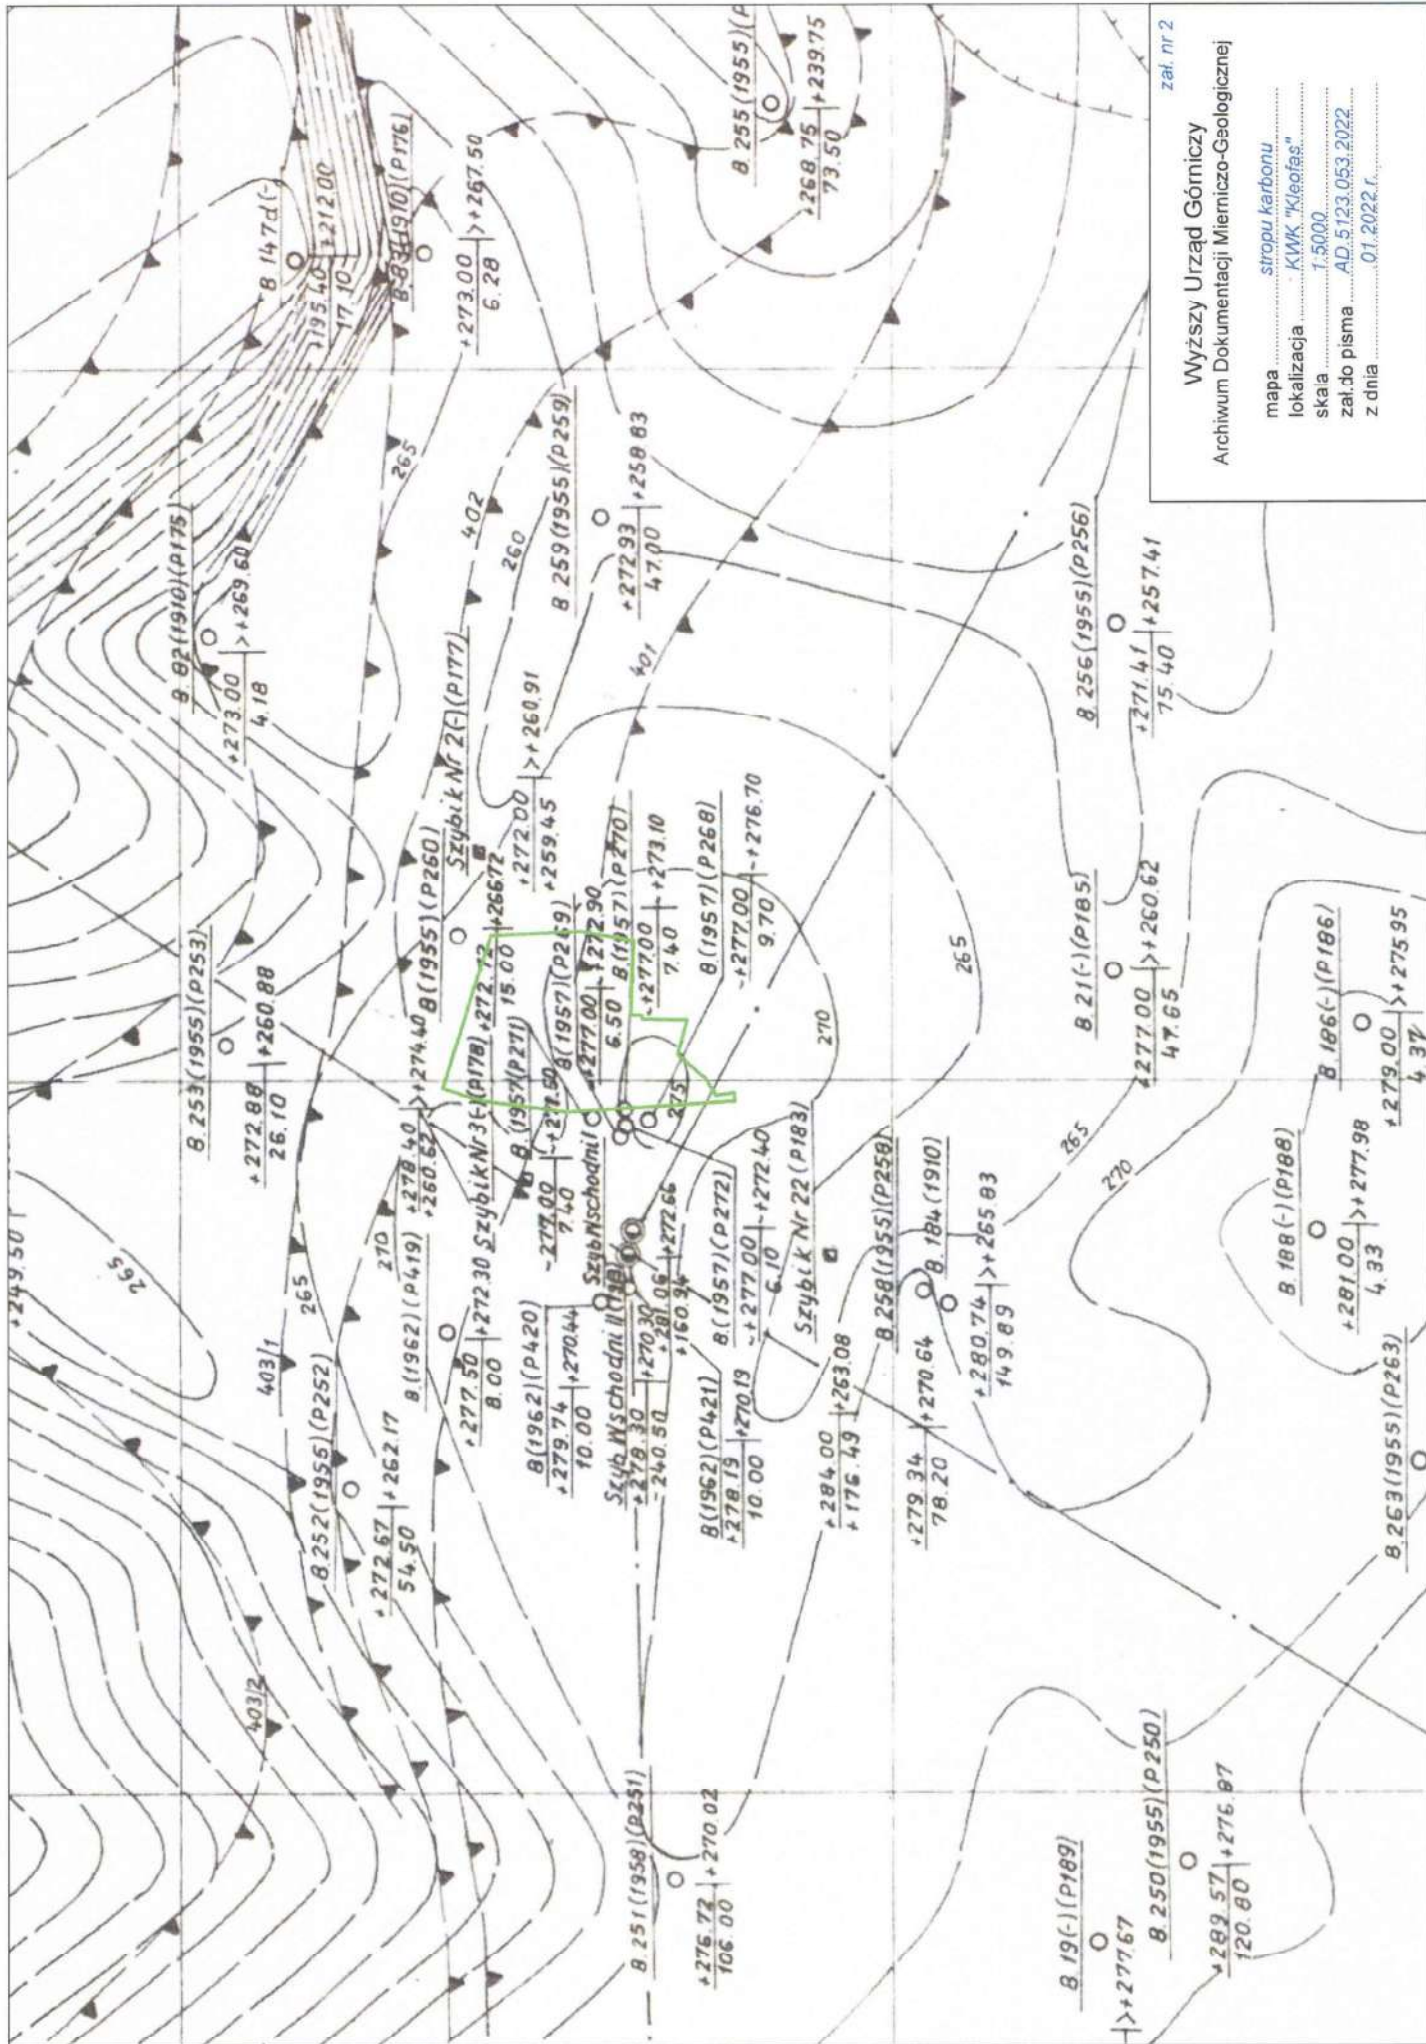 zał. nr 2
Wyższy Urząd Górniczy
Archiwum Dokumentacji Mierniczo-Geologicznej
mapa stropu karbonu
lokalizacja KWK "Kleofas"
skala 1:5000
zał.do pisma AD.5123.053.2022
z dnia 01.2022.r.
+249.50
265
265
403/1
403/2
265
270
B.253(1955)(P253)
+272.88
+260.88
26.10
B 82(1910)(P175)
+273.00
>+269.60
4.18
B 147d(-
+195.40
+212.00
17.10
(1910)(P176)
+273.00
>+267.50
6.28
B.255(1955)(P
+268.75
+239.75
73.50
265
402
260
401
B.252(1955)(P252)
+272.67
+262.17
54.50
B.(1962)(P419)
+277.50
+272.30
8.00
+278.40
>+274.40
+260.62
Szybik Nr 3(-)(P178)
B(1955)(P260)
+272.12
+266.72
15.00
Szybik Nr 2(-)(P177)
+272.00
>+260.91
+259.45
B.259(1955)(P259)
+272.93
+258.83
47.00
B.(1957)(P271)
~277.00
7.40
B(1957)(P269)
+277.00
~+272.90
6.50
B(1957)(P270)
~+277.00
~+273.10
7.40
B(1957)(P268)
~+277.00
~+276.70
9.70
Szyb Wschodni I
B(1962)(P420)
+279.74
+270.44
10.00
Szyb Wschodni II
+278.30
+270.30
-240.50
+281.06
+272.66
+160.94
B(1962)(P421)
+278.19
+270.19
10.00
B.(1957)(P272)
~+277.00
~+272.40
6.10
275
270
265
Szybik Nr 22 (P183)
+284.00
+263.08
+176.49
B.258(1955)(P258)
+279.34
+270.64
78.20
B.184(1910)
+280.74
>+265.83
149.89
265
270
B.251(1958)(P251)
+276.72
+270.02
106.00
B.21(-)(P185)
+277.00
>+260.62
47.65
B.256(1955)(P256)
+271.41
+257.41
75.40
B.19(-)(P189)
>+277.67
B.250(1955)(P250)
+289.57
+276.87
120.80
B.188(-)(P188)
+281.00
>+277.98
4.33
B.186(-)(P186)
+279.00
>+275.95
4.37
B.263(1955)(P263)